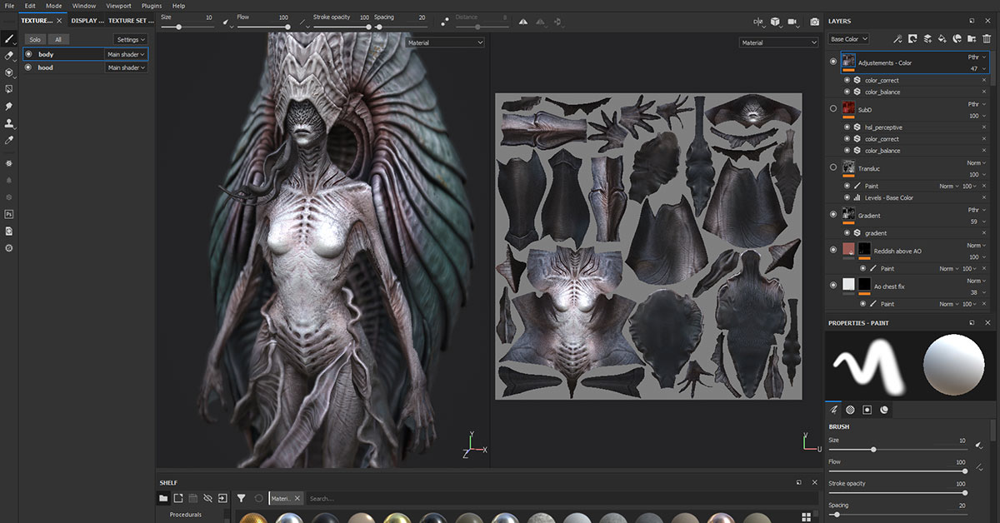 File Edit Mode Window Viewport Plugins Help
TEXTURE... DISPLAY ... TEXTURE SET ...
Solo All Settings
body Main shader
hood Main shader
Size 10 Flow 100 Stroke opacity 100 Spacing 20 Distance 8
Material
Material
Y
X
Z
V
U
SHELF
Materi... Search...
Procedurals
LAYERS
Base Color
Adjustements - Color Pthr 47
color_correct
color_balance
SubD Pthr 100
hsl_perceptive
color_correct
color_balance
Transluc Norm 100
Paint Norm 100
Levels - Base Color
Gradient Pthr 59
gradient
Reddish above AO Norm 100
Paint Norm 100
Ao chest fix Norm 38
Paint Norm 100
PROPERTIES - PAINT
BRUSH
Size 10
Flow 100
Stroke opacity 100
Spacing 20
Ps